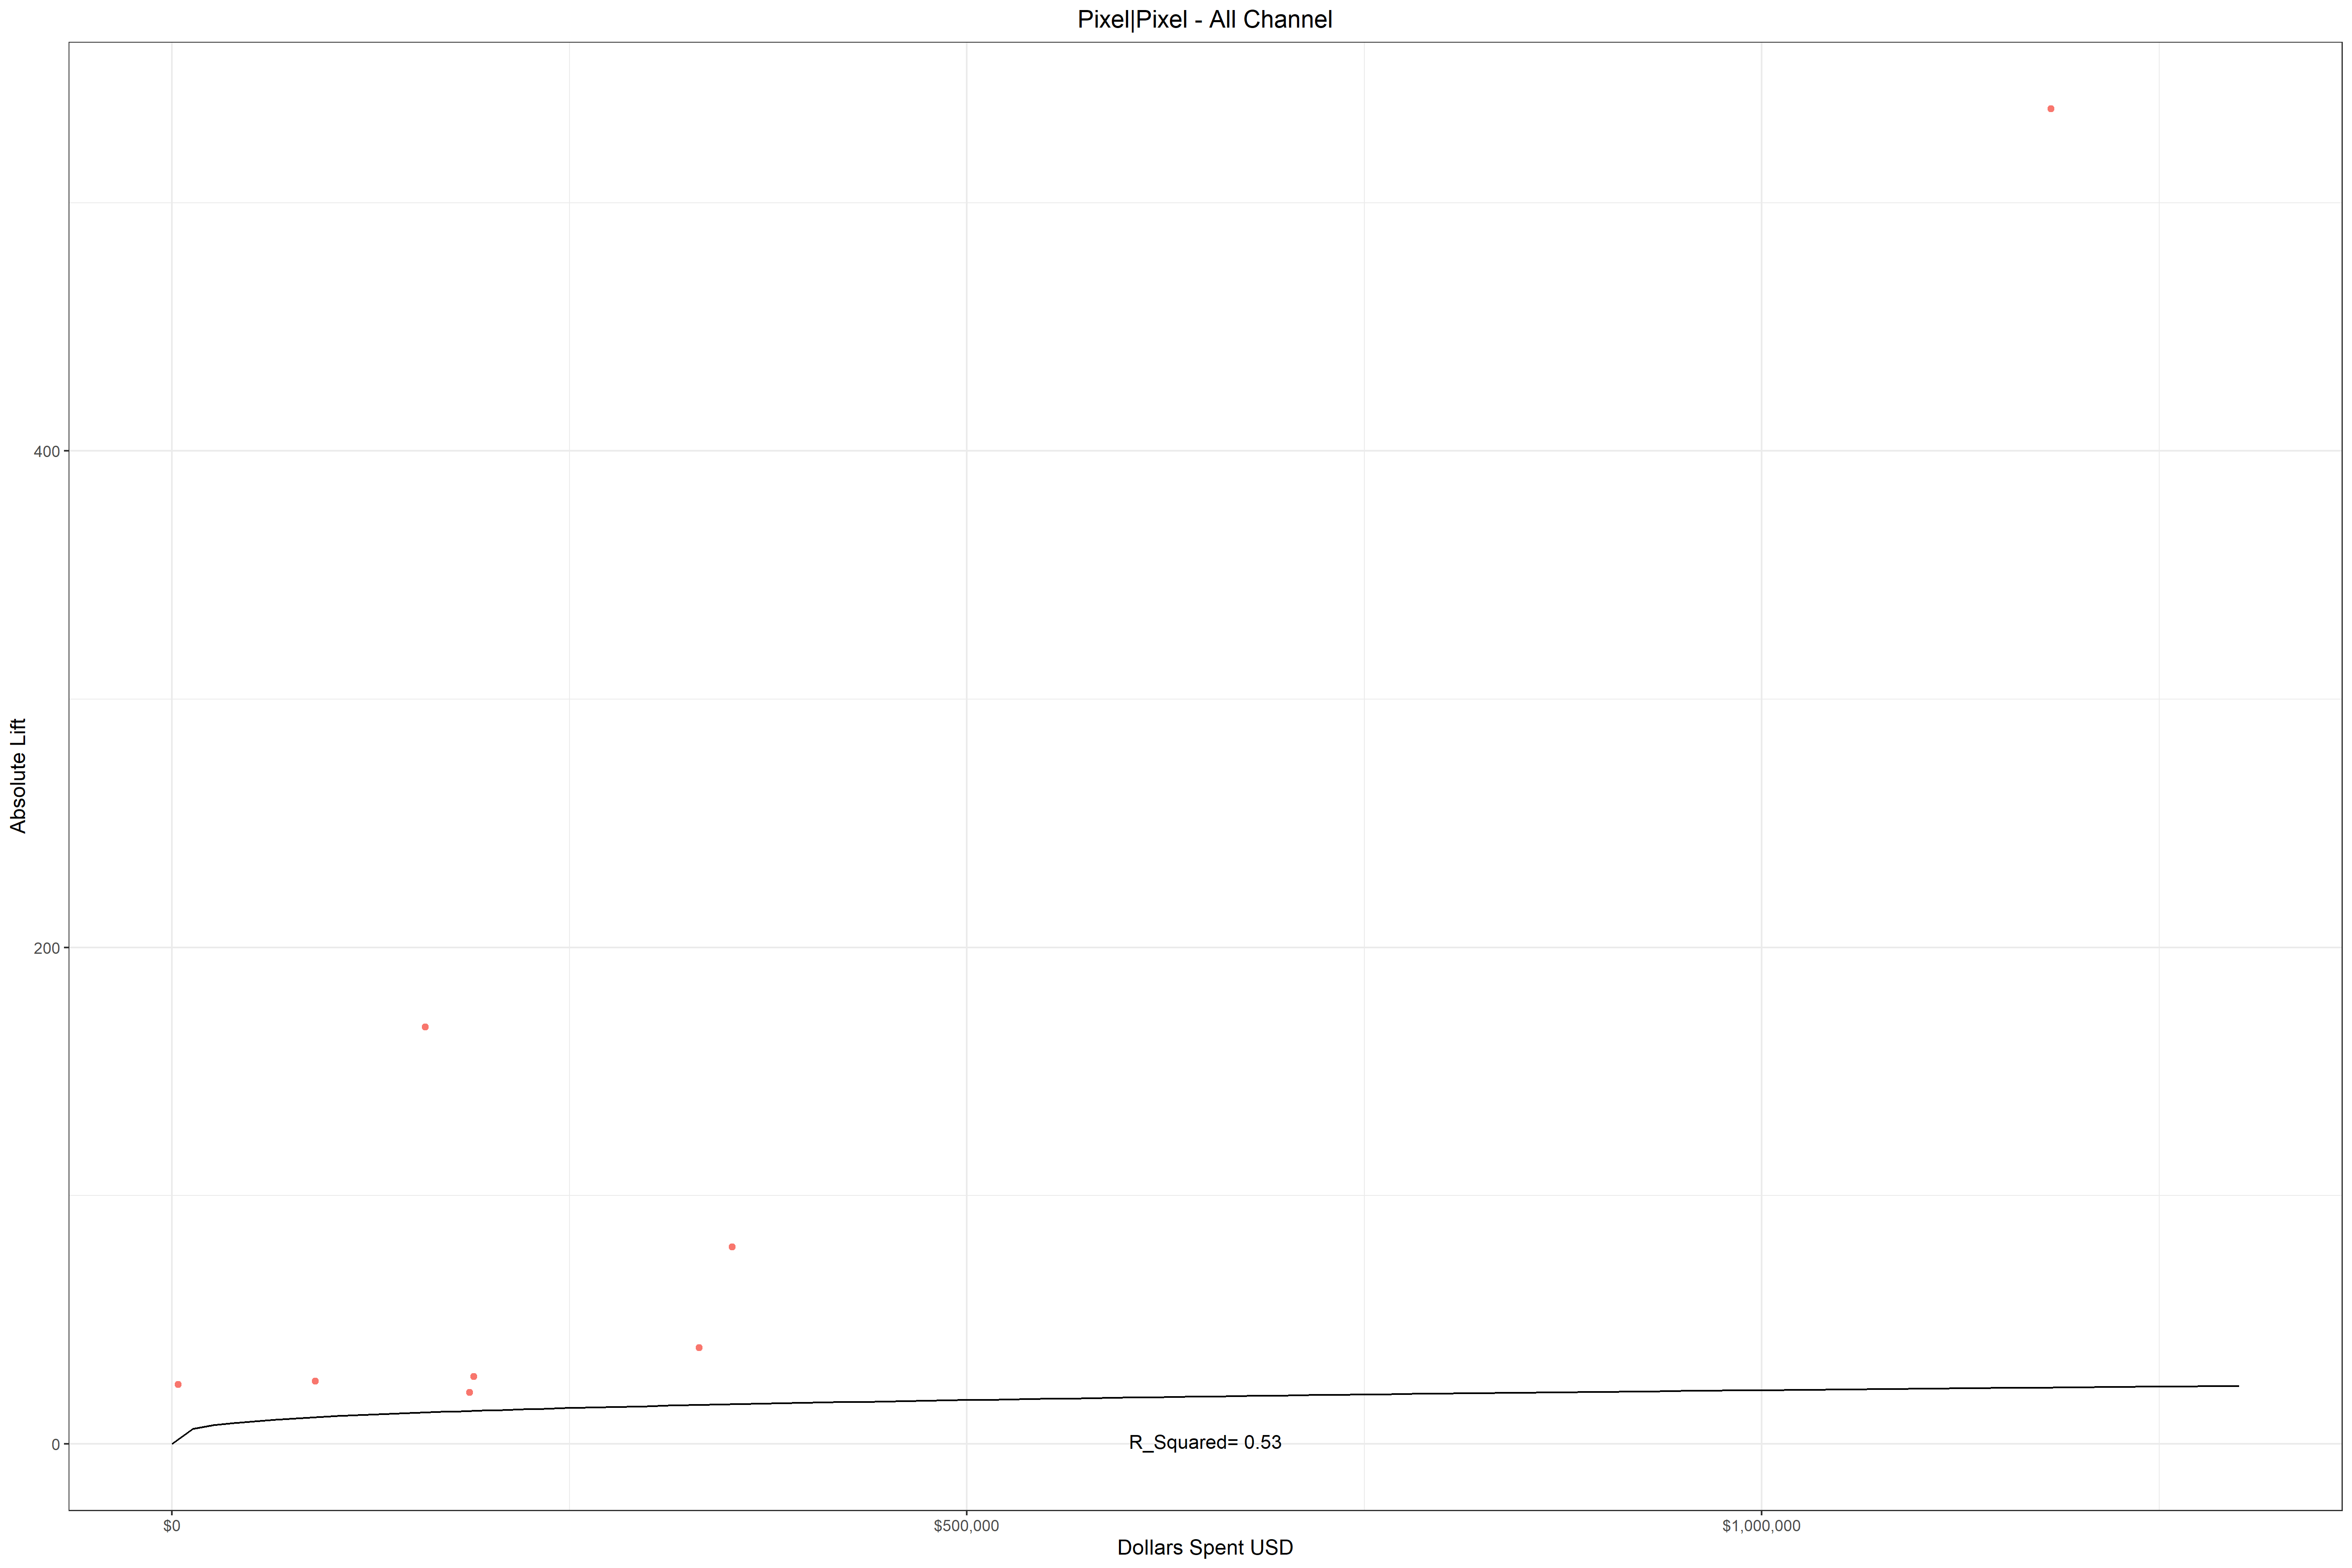 Pixel|Pixel - All Channel
Absolute Lift
400
200
0
R_Squared= 0.53
$0
$500,000
$1,000,000
Dollars Spent USD